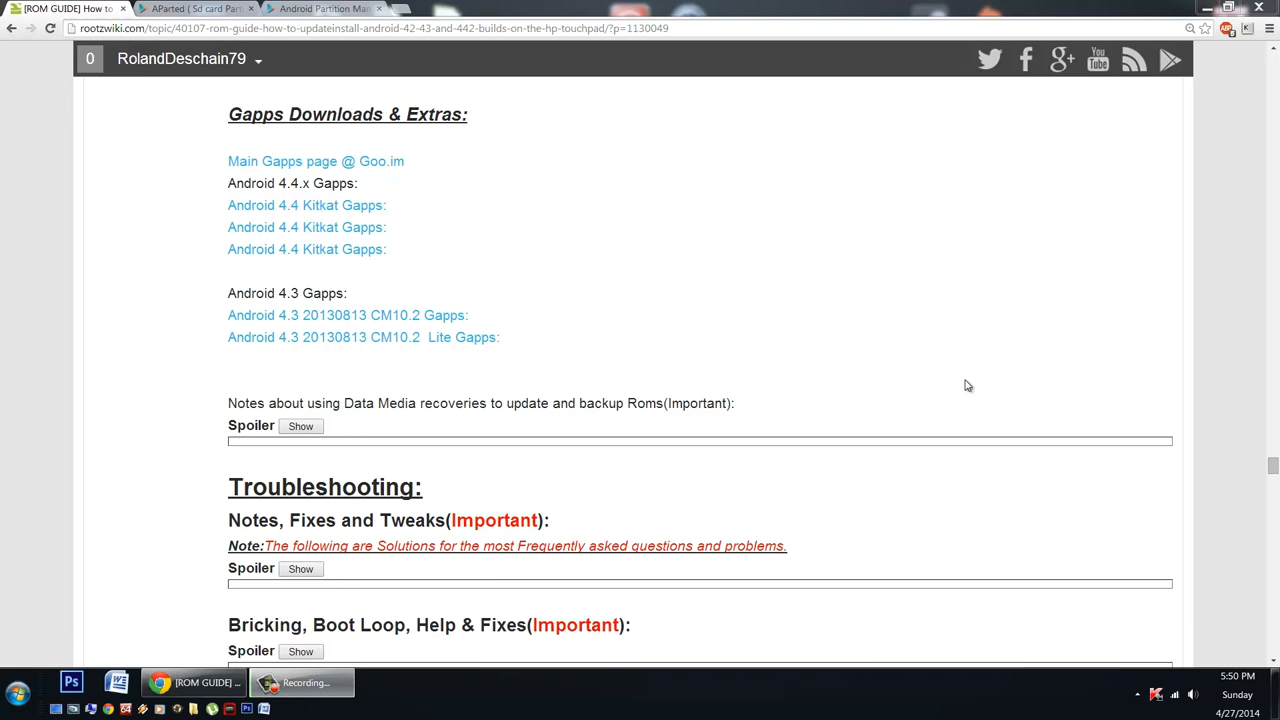 [ROM GUIDE] How to
AParted ( Sd card Part
Android Partition Man
rootzwiki.com/topic/40107-rom-guide-how-to-updateinstall-android-42-43-and-442-builds-on-the-hp-touchpad/?p=1130049
0 RolandDeschain79
You Tube
Gapps Downloads & Extras:
Main Gapps page @ Goo.im
Android 4.4.x Gapps:
Android 4.4 Kitkat Gapps:
Android 4.4 Kitkat Gapps:
Android 4.4 Kitkat Gapps:
Android 4.3 Gapps:
Android 4.3 20130813 CM10.2 Gapps:
Android 4.3 20130813 CM10.2 Lite Gapps:
Notes about using Data Media recoveries to update and backup Roms(Important):
Spoiler Show
Troubleshooting:
Notes, Fixes and Tweaks(Important):
Note:The following are Solutions for the most Frequently asked questions and problems.
Spoiler Show
Bricking, Boot Loop, Help & Fixes(Important):
Spoiler Show
Ps
[ROM GUIDE] ...
Recording...
5:50 PM
Sunday
4/27/2014